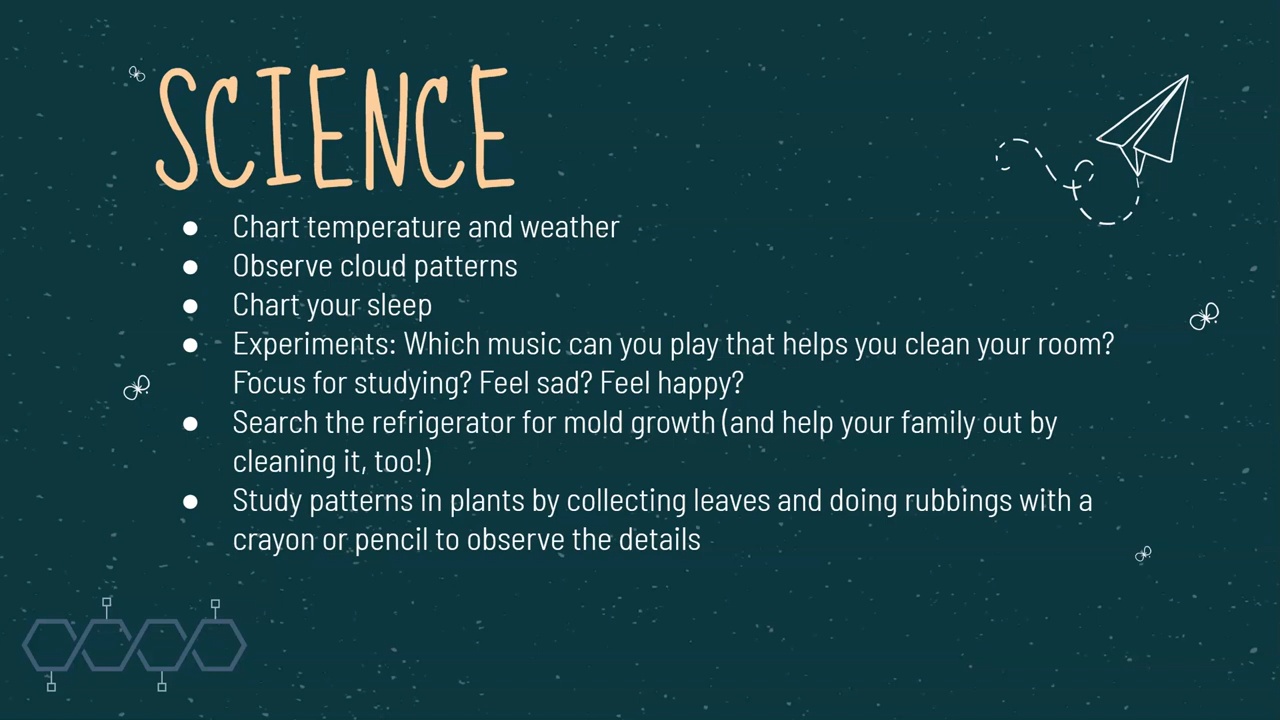 SCIENCE
● Chart temperature and weather
● Observe cloud patterns
● Chart your sleep
● Experiments: Which music can you play that helps you clean your room?
Focus for studying? Feel sad? Feel happy?
● Search the refrigerator for mold growth (and help your family out by
cleaning it, too!)
● Study patterns in plants by collecting leaves and doing rubbings with a
crayon or pencil to observe the details